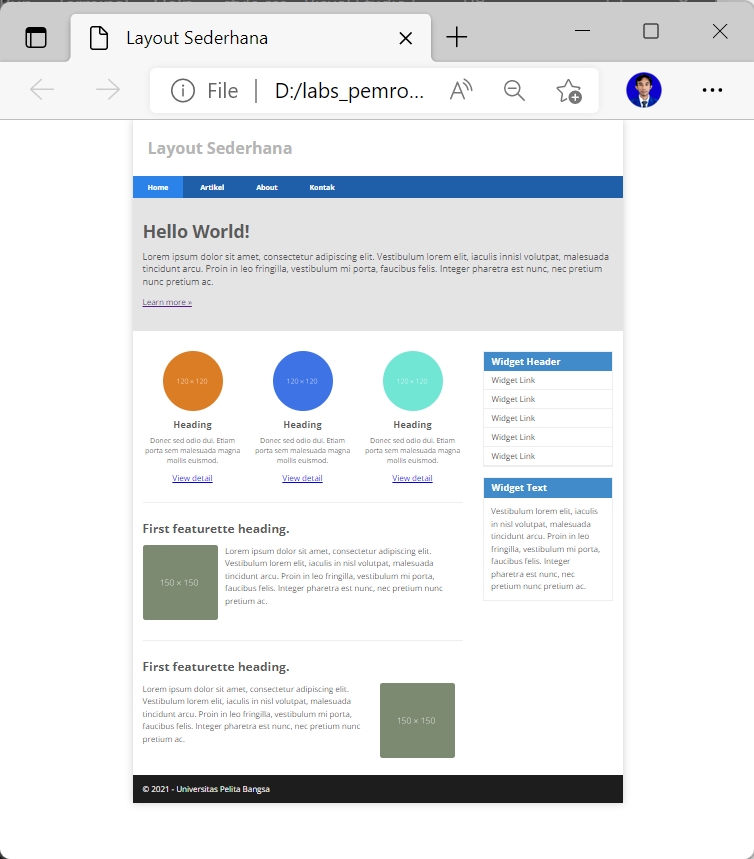 Layout Sederhana
File
D:/labs_pemro...
Layout Sederhana
Home Artikel About Kontak
Hello World!
Lorem ipsum dolor sit amet, consectetur adipiscing elit. Vestibulum lorem elit, iaculis innisl volutpat, malesuada
tincidunt arcu. Proin in leo fringilla, vestibulum mi porta, faucibus felis. Integer pharetra est nunc, nec pretium
nunc pretium ac.
Learn more »
120 × 120
120 × 120
120 × 120
Heading
Donec sed odio dui. Etiam
porta sem malesuada magna
mollis euismod.
View detail
Heading
Donec sed odio dui. Etiam
porta sem malesuada magna
mollis euismod.
View detail
Heading
Donec sed odio dui. Etiam
porta sem malesuada magna
mollis euismod.
View detail
First featurette heading.
150 × 150
Lorem ipsum dolor sit amet, consectetur adipiscing elit.
Vestibulum lorem elit, iaculis in nisl volutpat, malesuada
tincidunt arcu. Proin in leo fringilla, vestibulum mi porta,
faucibus felis. Integer pharetra est nunc, nec pretium nunc
pretium ac.
First featurette heading.
Lorem ipsum dolor sit amet, consectetur adipiscing elit.
Vestibulum lorem elit, iaculis in nisl volutpat, malesuada
tincidunt arcu. Proin in leo fringilla, vestibulum mi porta,
faucibus felis. Integer pharetra est nunc, nec pretium nunc
pretium ac.
150 × 150
Widget Header
Widget Link
Widget Link
Widget Link
Widget Link
Widget Link
Widget Text
Vestibulum lorem elit, iaculis
in nisl volutpat, malesuada
tincidunt arcu. Proin in leo
fringilla, vestibulum mi porta,
faucibus felis. Integer
pharetra est nunc, nec
pretium nunc pretium ac.
© 2021 - Universitas Pelita Bangsa